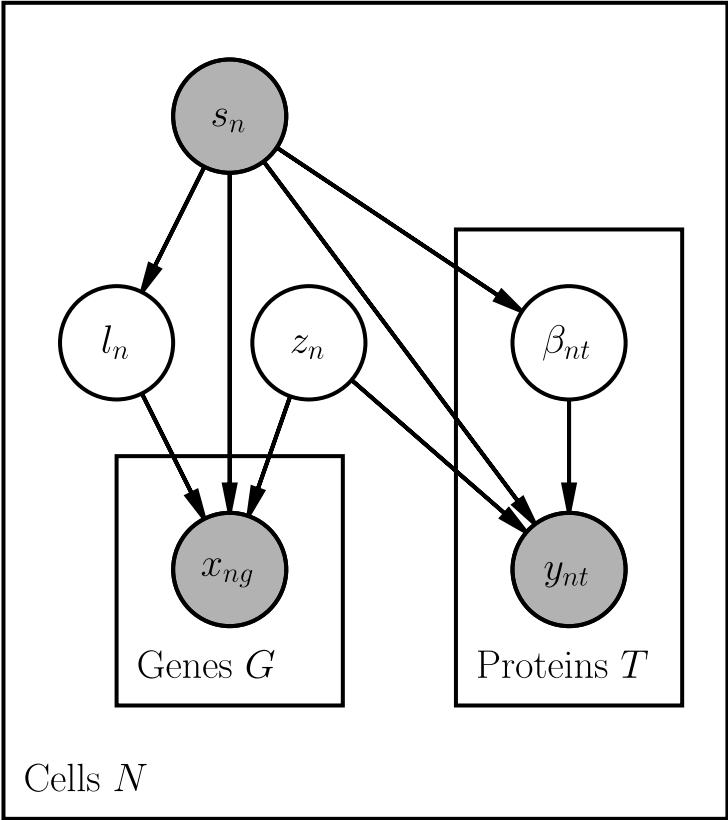 s_n
l_n
z_n
β_nt
x_ng
y_nt
Genes G
Proteins T
Cells N